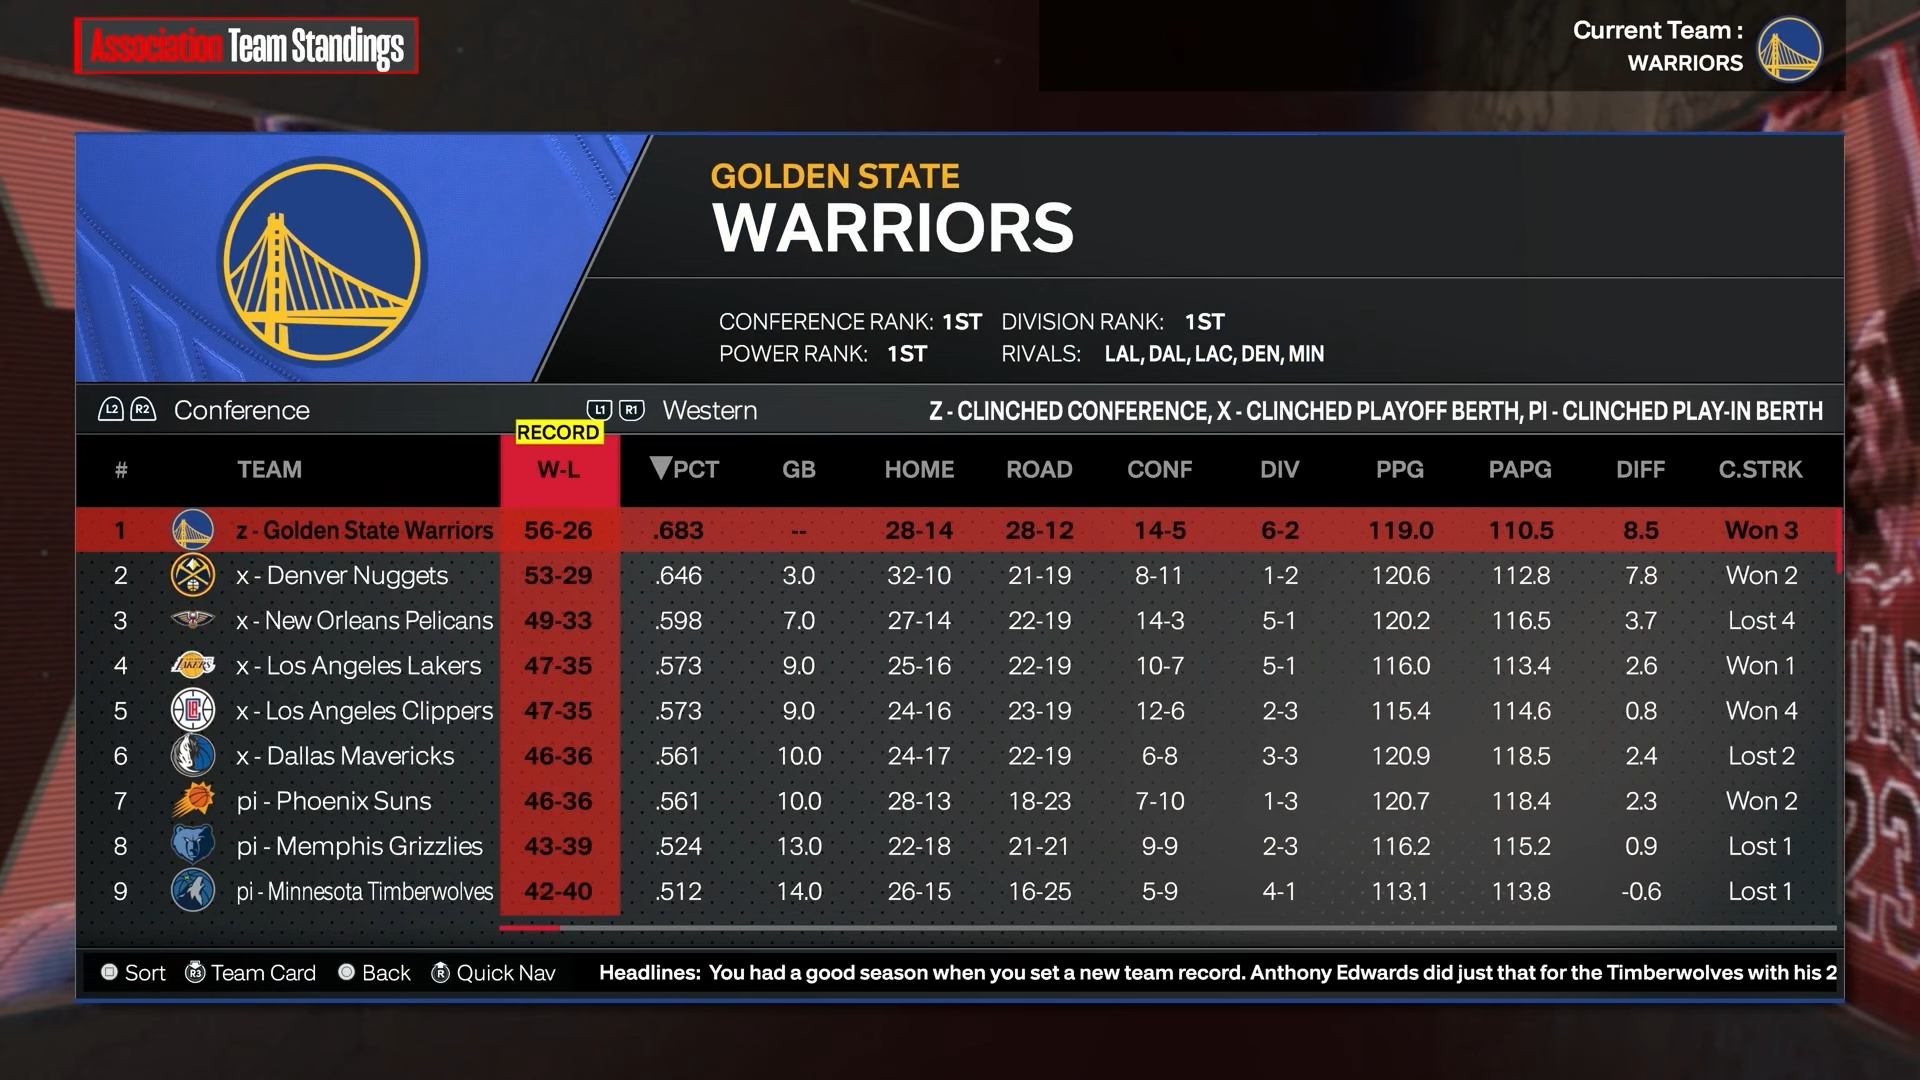 Association Team Standings
Current Team :
WARRIORS
GOLDEN STATE
WARRIORS
CONFERENCE RANK: 1ST DIVISION RANK: 1ST
POWER RANK: 1ST RIVALS: LAL, DAL, LAC, DEN, MIN
L2 R2 Conference L1 R1 Western Z - CLINCHED CONFERENCE, X - CLINCHED PLAYOFF BERTH, PI - CLINCHED PLAY-IN BERTH
RECORD
# TEAM W-L ▼PCT GB HOME ROAD CONF DIV PPG PAPG DIFF C.STRK
1 z - Golden State Warriors 56-26 .683 -- 28-14 28-12 14-5 6-2 119.0 110.5 8.5 Won 3
2 x - Denver Nuggets 53-29 .646 3.0 32-10 21-19 8-11 1-2 120.6 112.8 7.8 Won 2
3 x - New Orleans Pelicans 49-33 .598 7.0 27-14 22-19 14-3 5-1 120.2 116.5 3.7 Lost 4
4 LAKERS x - Los Angeles Lakers 47-35 .573 9.0 25-16 22-19 10-7 5-1 116.0 113.4 2.6 Won 1
5 x - Los Angeles Clippers 47-35 .573 9.0 24-16 23-19 12-6 2-3 115.4 114.6 0.8 Won 4
6 x - Dallas Mavericks 46-36 .561 10.0 24-17 22-19 6-8 3-3 120.9 118.5 2.4 Lost 2
7 pi - Phoenix Suns 46-36 .561 10.0 28-13 18-23 7-10 1-3 120.7 118.4 2.3 Won 2
8 pi - Memphis Grizzlies 43-39 .524 13.0 22-18 21-21 9-9 2-3 116.2 115.2 0.9 Lost 1
9 pi - Minnesota Timberwolves 42-40 .512 14.0 26-15 16-25 5-9 4-1 113.1 113.8 -0.6 Lost 1
Sort R3 Team Card Back R Quick Nav Headlines: You had a good season when you set a new team record. Anthony Edwards did just that for the Timberwolves with his 2